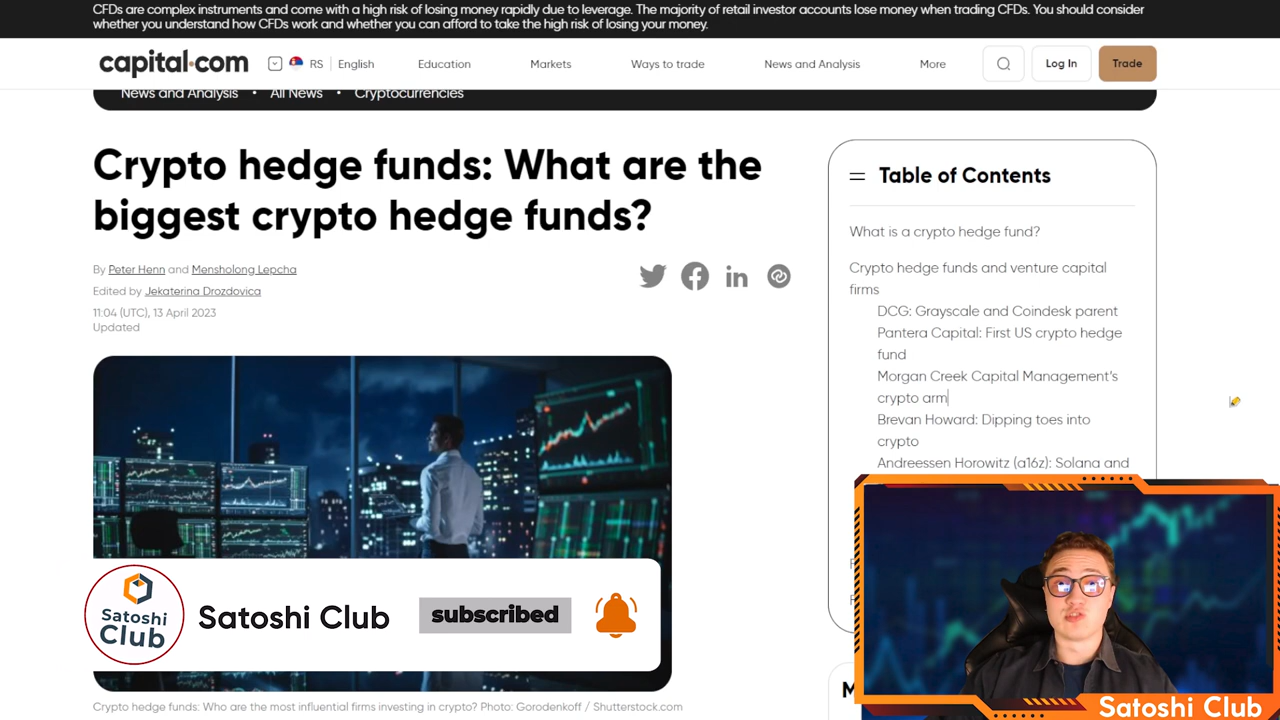 CFDs are complex instruments and come with a high risk of losing money rapidly due to leverage. The majority of retail investor accounts lose money when trading CFDs. You should consider
whether you understand how CFDs work and whether you can afford to take the high risk of losing your money.
capital.com
RS
English
Education
Markets
Ways to trade
News and Analysis
More
Log In
Trade
News and Analysis • All News • Cryptocurrencies
Crypto hedge funds: What are the
biggest crypto hedge funds?
By Peter Henn and Mensholong Lepcha
Edited by Jekaterina Drozdovica
11:04 (UTC), 13 April 2023
Updated
Table of Contents
What is a crypto hedge fund?
Crypto hedge funds and venture capital
firms
DCG: Grayscale and Coindesk parent
Pantera Capital: First US crypto hedge
fund
Morgan Creek Capital Management's
crypto arm
Brevan Howard: Dipping toes into
crypto
Andreessen Horowitz (a16z): Solana and
Satoshi
Club
Satoshi Club
subscribed
Crypto hedge funds: Who are the most influential firms investing in crypto? Photo: Gorodenkoff / Shutterstock.com
Satoshi Club